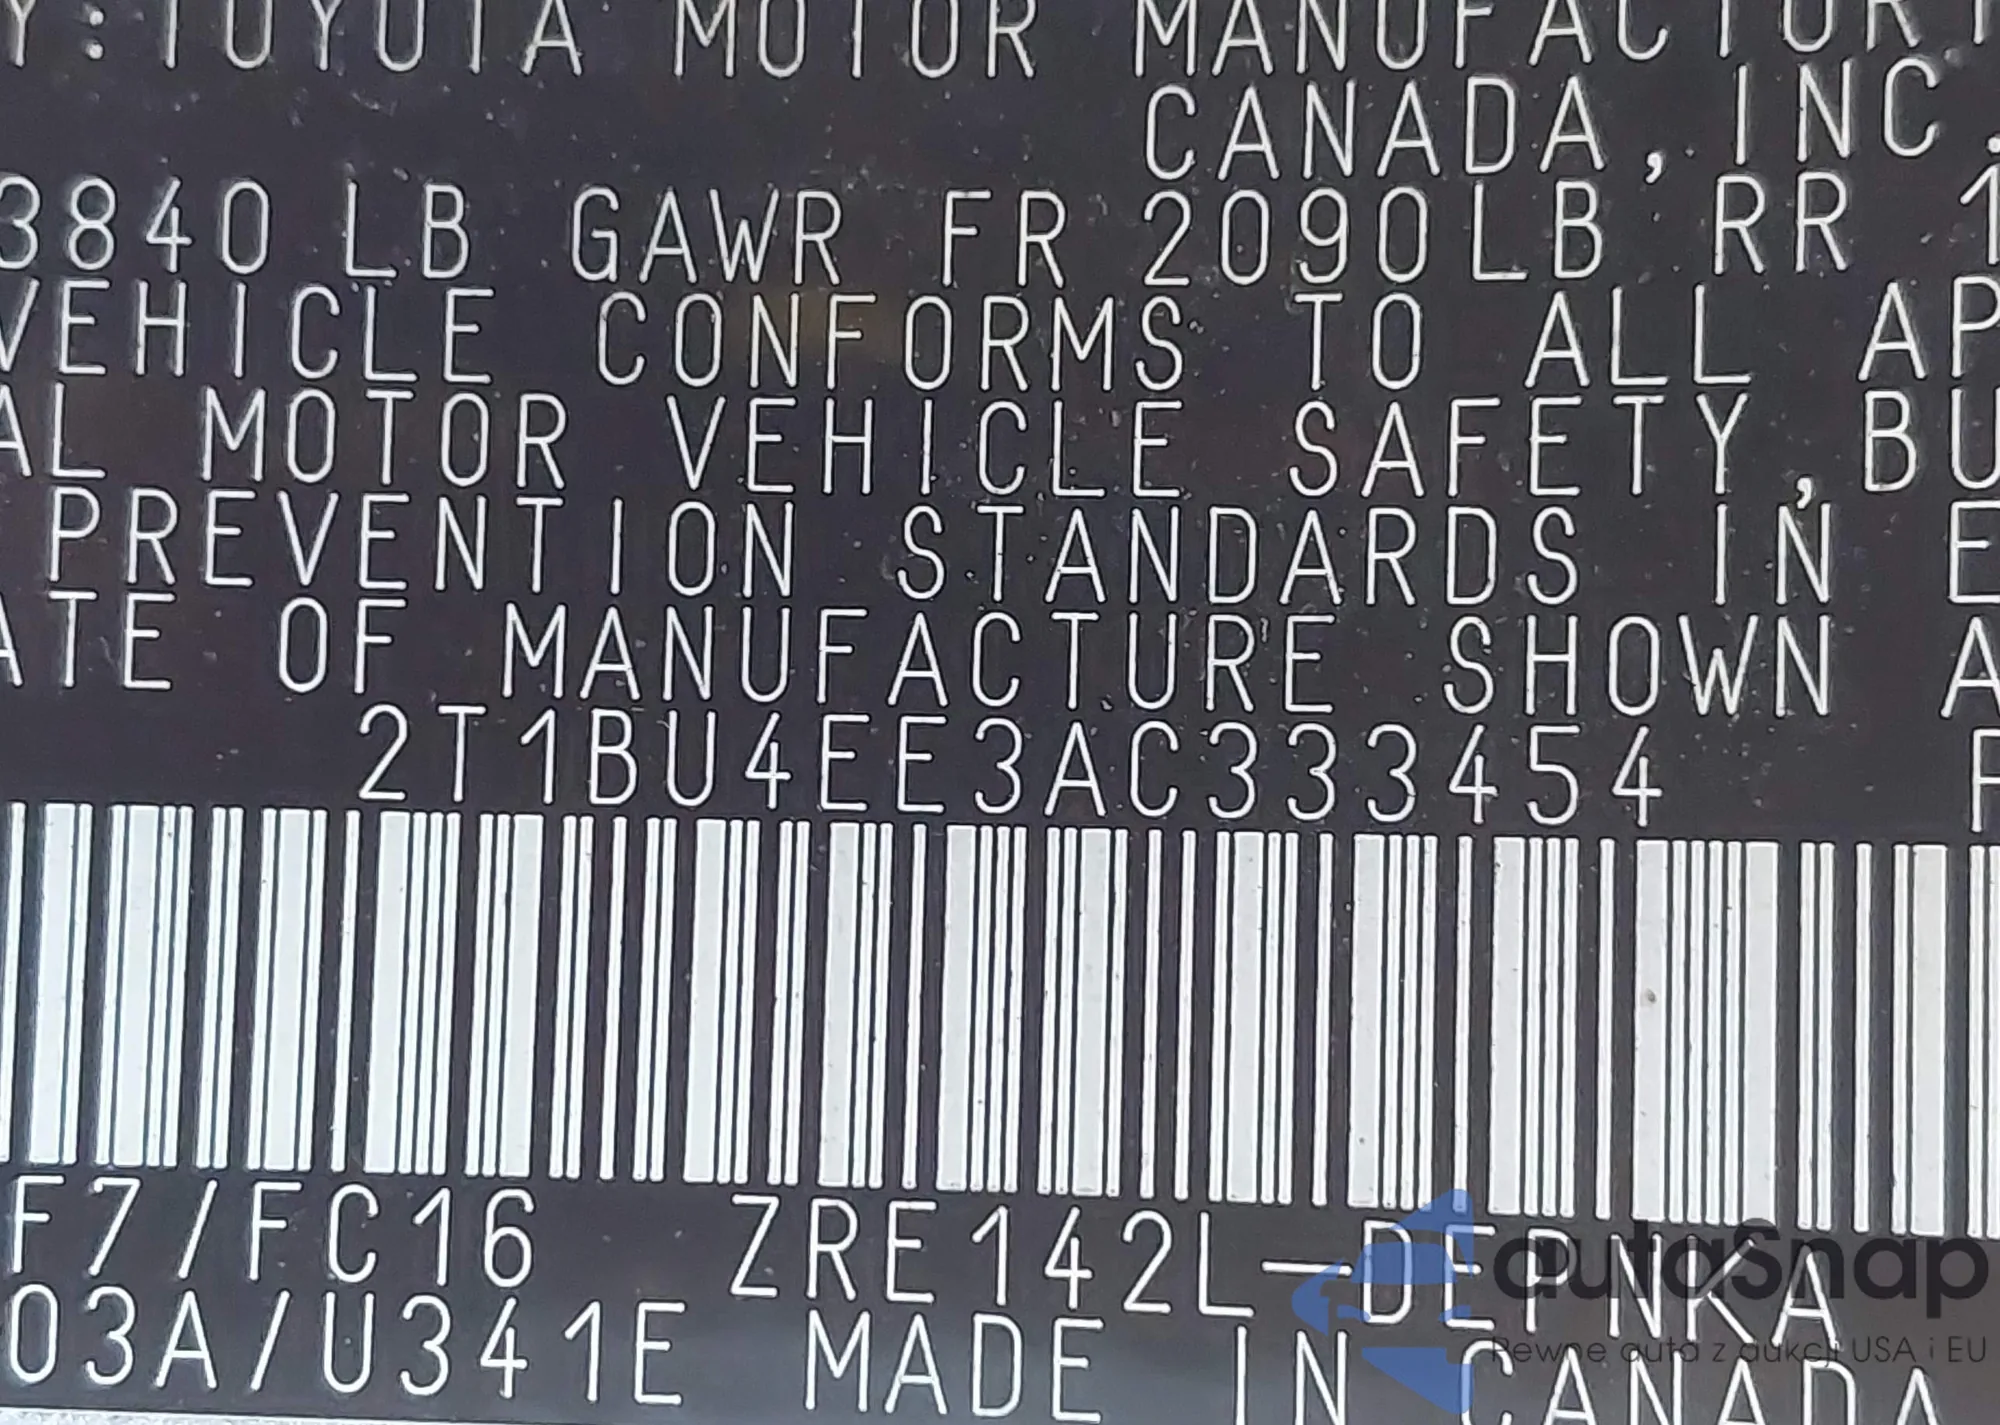 Y:TOYOTA MOTOR MANUFACTURI
CANADA,INC.
3840 LB GAWR FR 2090LB RR 1
VEHICLE CONFORMS TO ALL AP
AL MOTOR VEHICLE SAFETY,BU
PREVENTION STANDARDS IN E
ATE OF MANUFACTURE SHOWN A
2T1BU4EE3AC333454
F7/FC16 ZRE142L-DEPNKA
03A/U341E MADE IN CANADA
autoSnap
Pewne auta z aukcji USA i EU